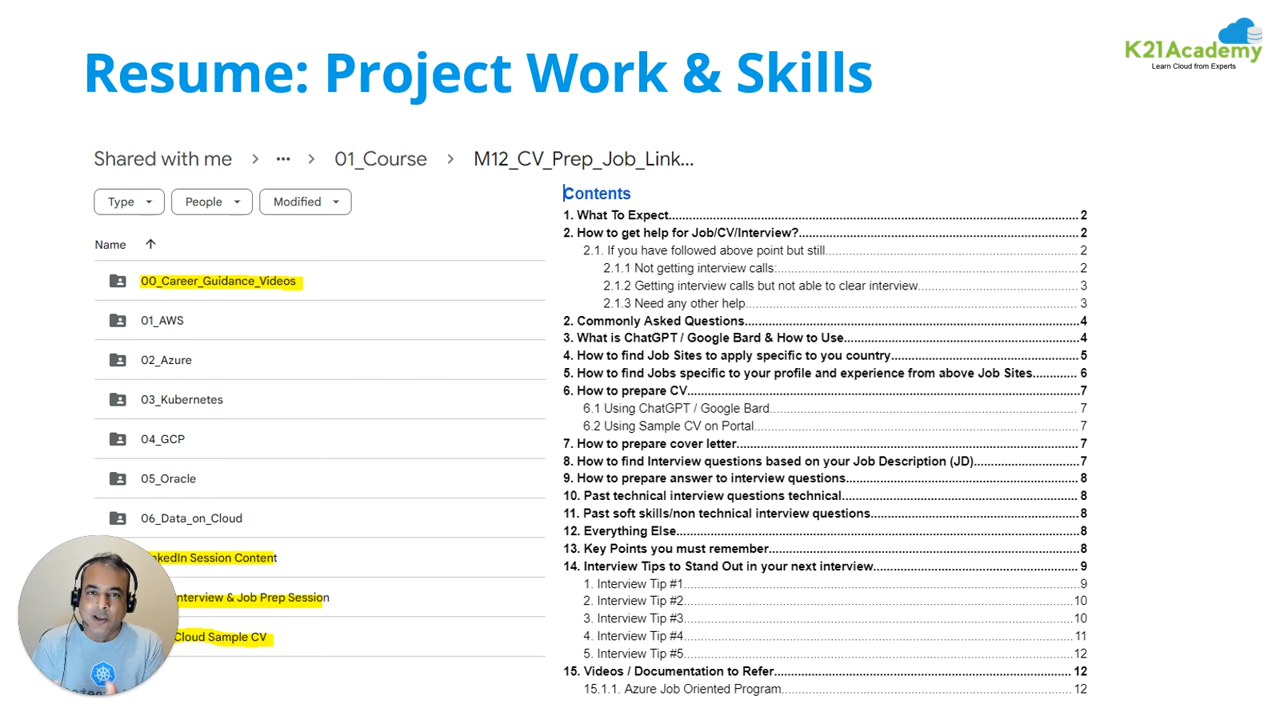 K21Academy
Learn Cloud from Experts
Resume: Project Work & Skills
Shared with me > ... > 01_Course > M12_CV_Prep_Job_Link...
Type People Modified
Name ↑
00_Career_Guidance_Videos
01_AWS
02_Azure
03_Kubernetes
04_GCP
05_Oracle
06_Data_on_Cloud
nkedIn Session Content
nterview & Job Prep Session
Cloud Sample CV
Contents
1. What To Expect 2
2. How to get help for Job/CV/Interview? 2
2.1. If you have followed above point but still 2
2.1.1 Not getting interview calls: 2
2.1.2 Getting interview calls but not able to clear interview 3
2.1.3 Need any other help 3
2. Commonly Asked Questions 4
3. What is ChatGPT / Google Bard & How to Use 4
4. How to find Job Sites to apply specific to you country 5
5. How to find Jobs specific to your profile and experience from above Job Sites 6
6. How to prepare CV 7
6.1 Using ChatGPT / Google Bard 7
6.2 Using Sample CV on Portal 7
7. How to prepare cover letter 7
8. How to find Interview questions based on your Job Description (JD) 7
9. How to prepare answer to interview questions 8
10. Past technical interview questions technical 8
11. Past soft skills/non technical interview questions 8
12. Everything Else 8
13. Key Points you must remember 8
14. Interview Tips to Stand Out in your next interview 9
1. Interview Tip #1 9
2. Interview Tip #2 10
3. Interview Tip #3 10
4. Interview Tip #4 11
5. Interview Tip #5 12
15. Videos / Documentation to Refer 12
15.1.1. Azure Job Oriented Program 12